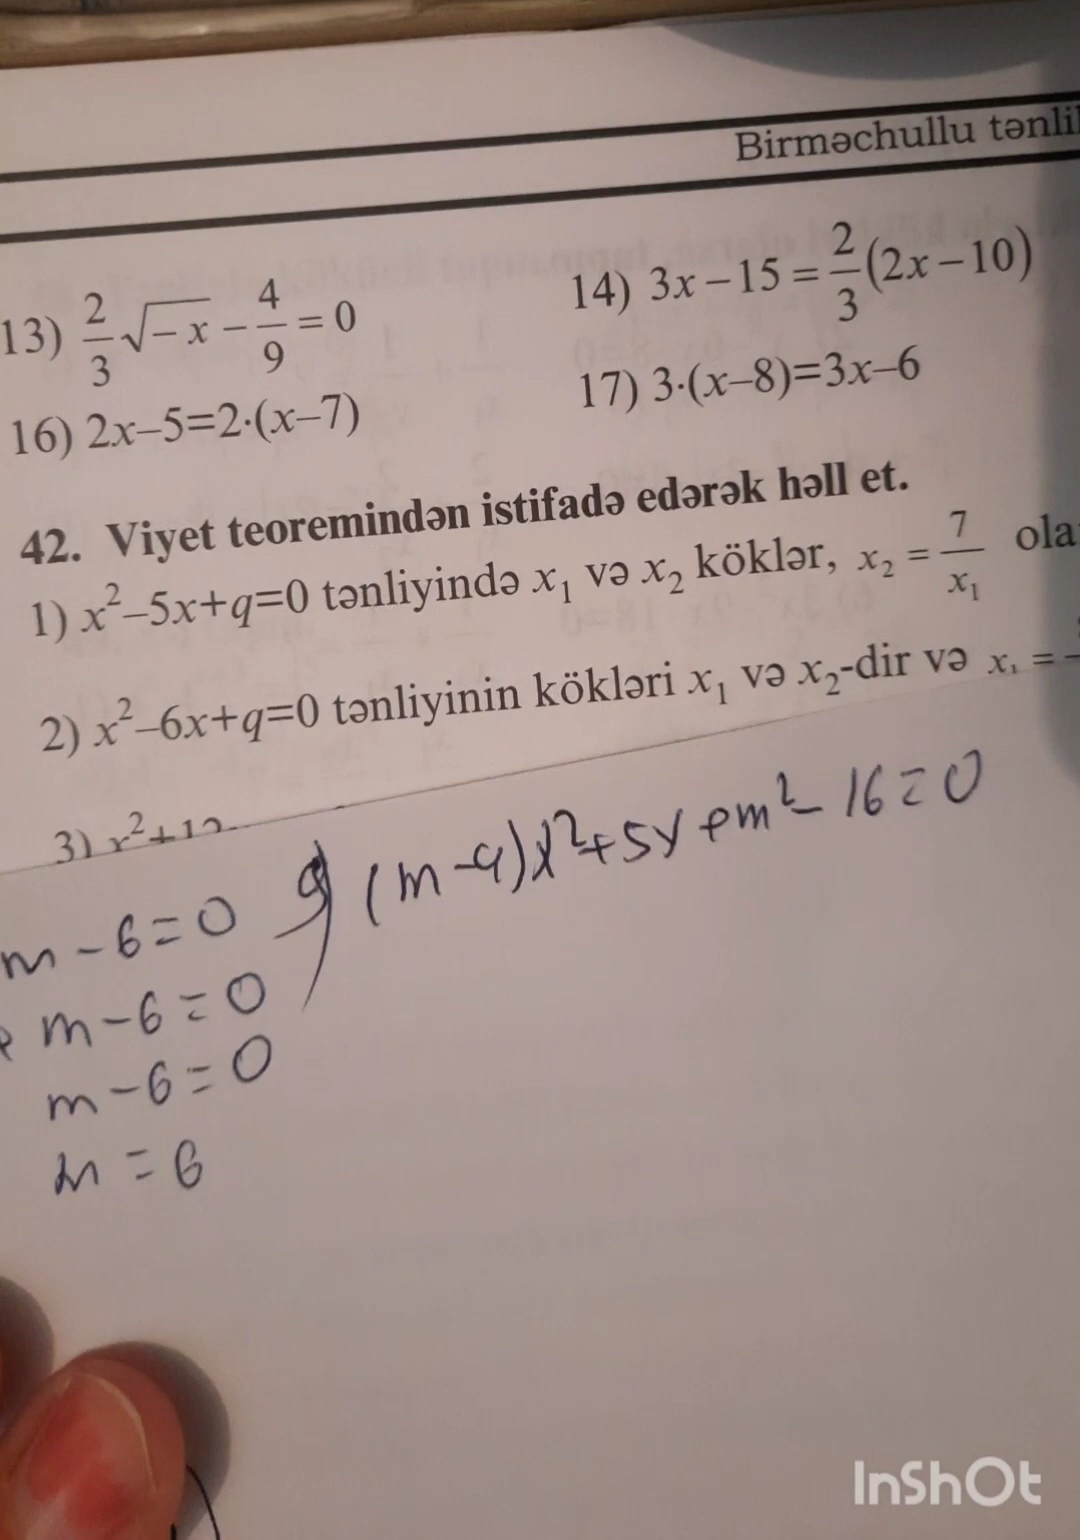 Birməchullu tənli
13) 2/3 √−x − 4/9 = 0
14) 3x−15 = 2/3 (2x−10)
16) 2x−5=2·(x−7)
17) 3·(x−8)=3x−6
42. Viyet teoremindən istifadə edərək həll et.
1) x²−5x+q=0 tənliyində x₁ və x₂ köklər, x₂ = 7/x₁ ola
2) x²−6x+q=0 tənliyinin kökləri x₁ və x₂-dir və x₁ =
3) x²+12
(m-4)x²+5x+m²-16=0
m-6=0
m-6=0
m-6=0
m=6
InShOt